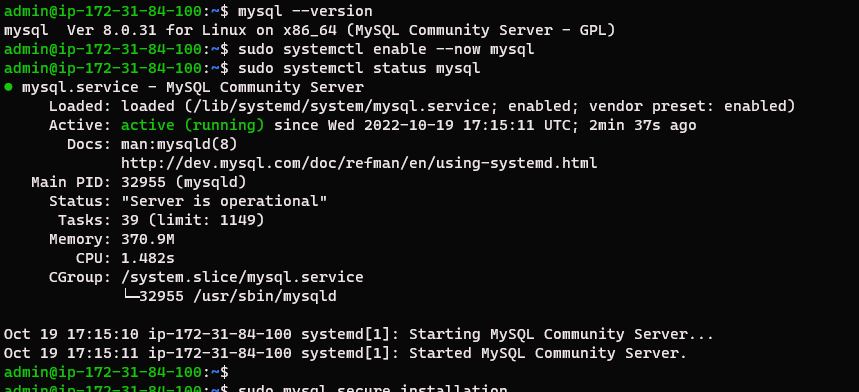 admin@ip-172-31-84-100:~$ mysql --version
mysql  Ver 8.0.31 for Linux on x86_64 (MySQL Community Server - GPL)
admin@ip-172-31-84-100:~$ sudo systemctl enable --now mysql
admin@ip-172-31-84-100:~$ sudo systemctl status mysql
● mysql.service - MySQL Community Server
     Loaded: loaded (/lib/systemd/system/mysql.service; enabled; vendor preset: enabled)
     Active: active (running) since Wed 2022-10-19 17:15:11 UTC; 2min 37s ago
       Docs: man:mysqld(8)
             http://dev.mysql.com/doc/refman/en/using-systemd.html
   Main PID: 32955 (mysqld)
     Status: "Server is operational"
      Tasks: 39 (limit: 1149)
     Memory: 370.9M
        CPU: 1.482s
     CGroup: /system.slice/mysql.service
             └─32955 /usr/sbin/mysqld

Oct 19 17:15:10 ip-172-31-84-100 systemd[1]: Starting MySQL Community Server...
Oct 19 17:15:11 ip-172-31-84-100 systemd[1]: Started MySQL Community Server.
admin@ip-172-31-84-100:~$
admin@ip-172-31-84-100:~$ sudo mysql_secure_installation